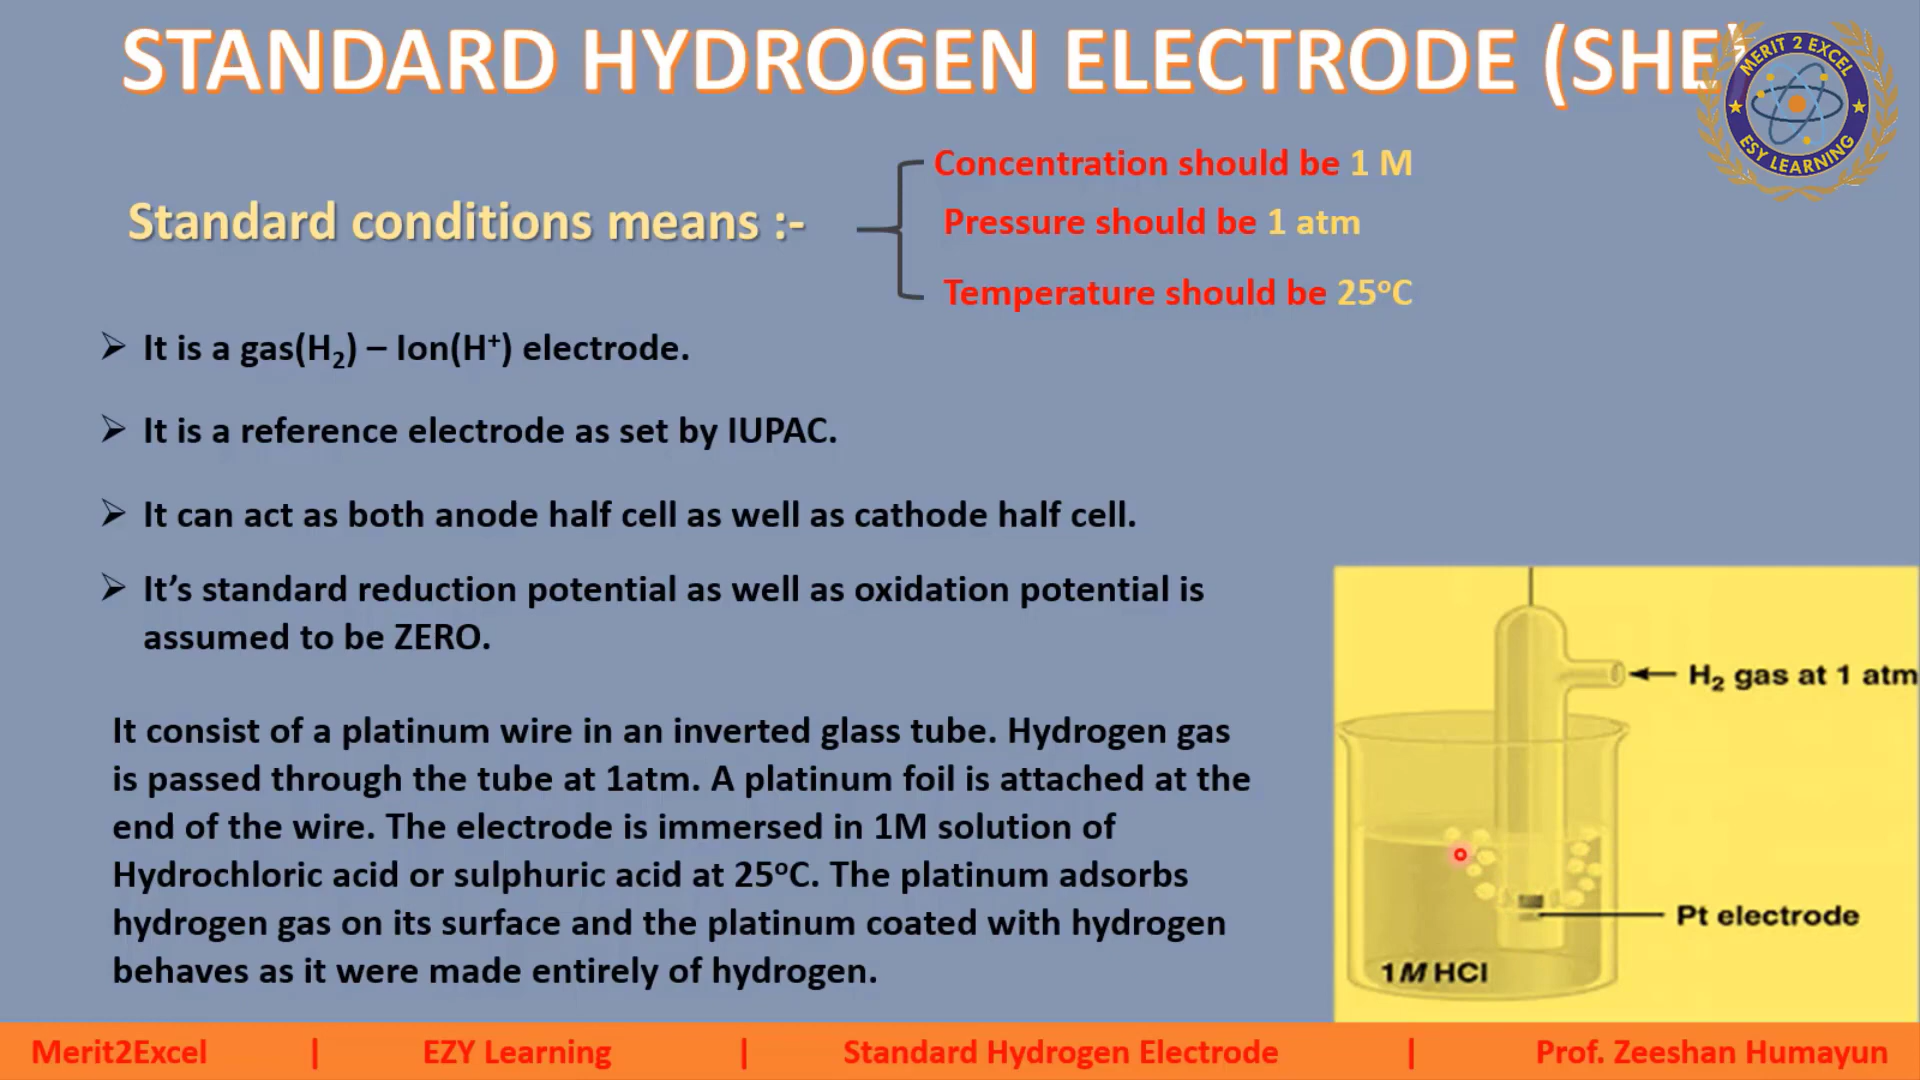 STANDARD HYDROGEN ELECTRODE (SHE)
MERIT 2 EXCEL
ESY LEARNING
Standard conditions means :-
Concentration should be 1 M
Pressure should be 1 atm
Temperature should be 25°C
➢ It is a gas(H₂) – Ion(H⁺) electrode.
➢ It is a reference electrode as set by IUPAC.
➢ It can act as both anode half cell as well as cathode half cell.
➢ It’s standard reduction potential as well as oxidation potential is
assumed to be ZERO.
It consist of a platinum wire in an inverted glass tube. Hydrogen gas
is passed through the tube at 1atm. A platinum foil is attached at the
end of the wire. The electrode is immersed in 1M solution of
Hydrochloric acid or sulphuric acid at 25°C. The platinum adsorbs
hydrogen gas on its surface and the platinum coated with hydrogen
behaves as it were made entirely of hydrogen.
H₂ gas at 1 atm
Pt electrode
1 M HCl
Merit2Excel | EZY Learning | Standard Hydrogen Electrode | Prof. Zeeshan Humayun